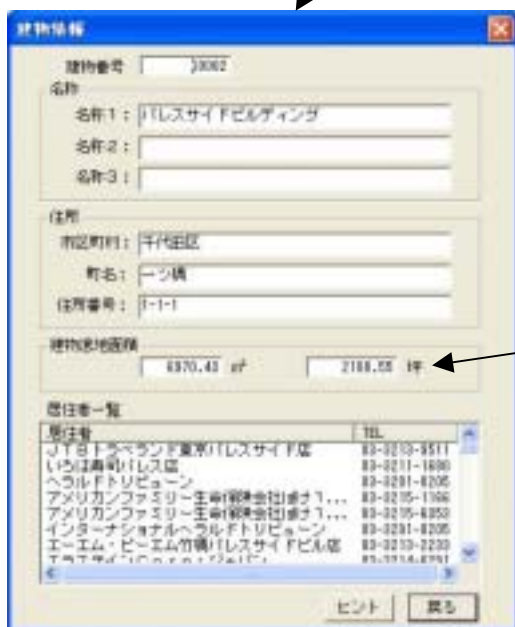 建物情報
建物番号
名称
名称1: パレスサイドビルディング
名称2:
名称3:
住所
市区町村: 千代田区
町名: 一ツ橋
住所番号: 1-1-1
建物底地面積
㎡ 坪
居住者一覧
居住者 TEL
JTBトラベランド東京パレスサイド店 03-3213-9511
いろは寿司パレス店 03-3211-1690
ヘラルドトリビューン 03-3201-0205
アメリカンファミリー生命保険会社 03-3215-1166
アメリカンファミリー生命保険会社 03-3215-6053
インターナショナルヘラルドトリビューン 03-3201-0205
エーエム・ピーエム竹橋パレスサイドビル店 03-3213-2233
ヒント 戻る